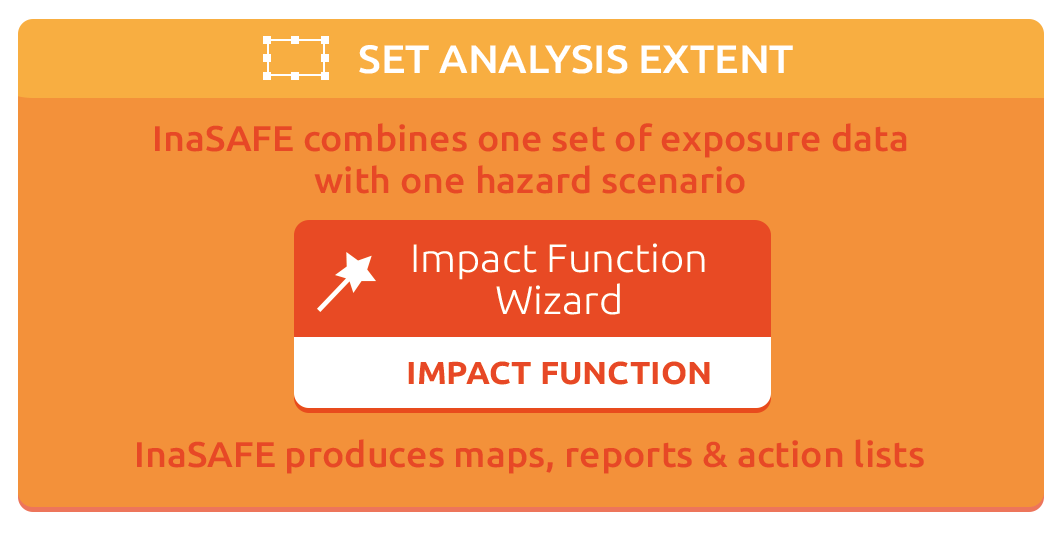 SET ANALYSIS EXTENT
InaSAFE combines one set of exposure data
with one hazard scenario
Impact Function
Wizard
IMPACT FUNCTION
InaSAFE produces maps, reports & action lists